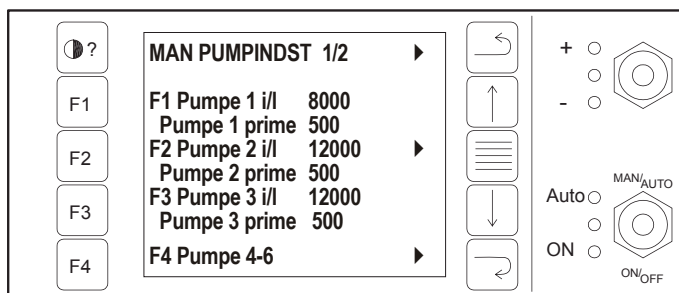 ?
F1
F2
F3
F4
MAN PUMPINDST 1/2
F1 Pumpe 1 i/l 8000
Pumpe 1 prime 500
F2 Pumpe 2 i/l 12000
Pumpe 2 prime 500
F3 Pumpe 3 i/l 12000
Pumpe 3 prime 500
F4 Pumpe 4-6
+
-
MAN/AUTO
Auto
ON
ON/OFF